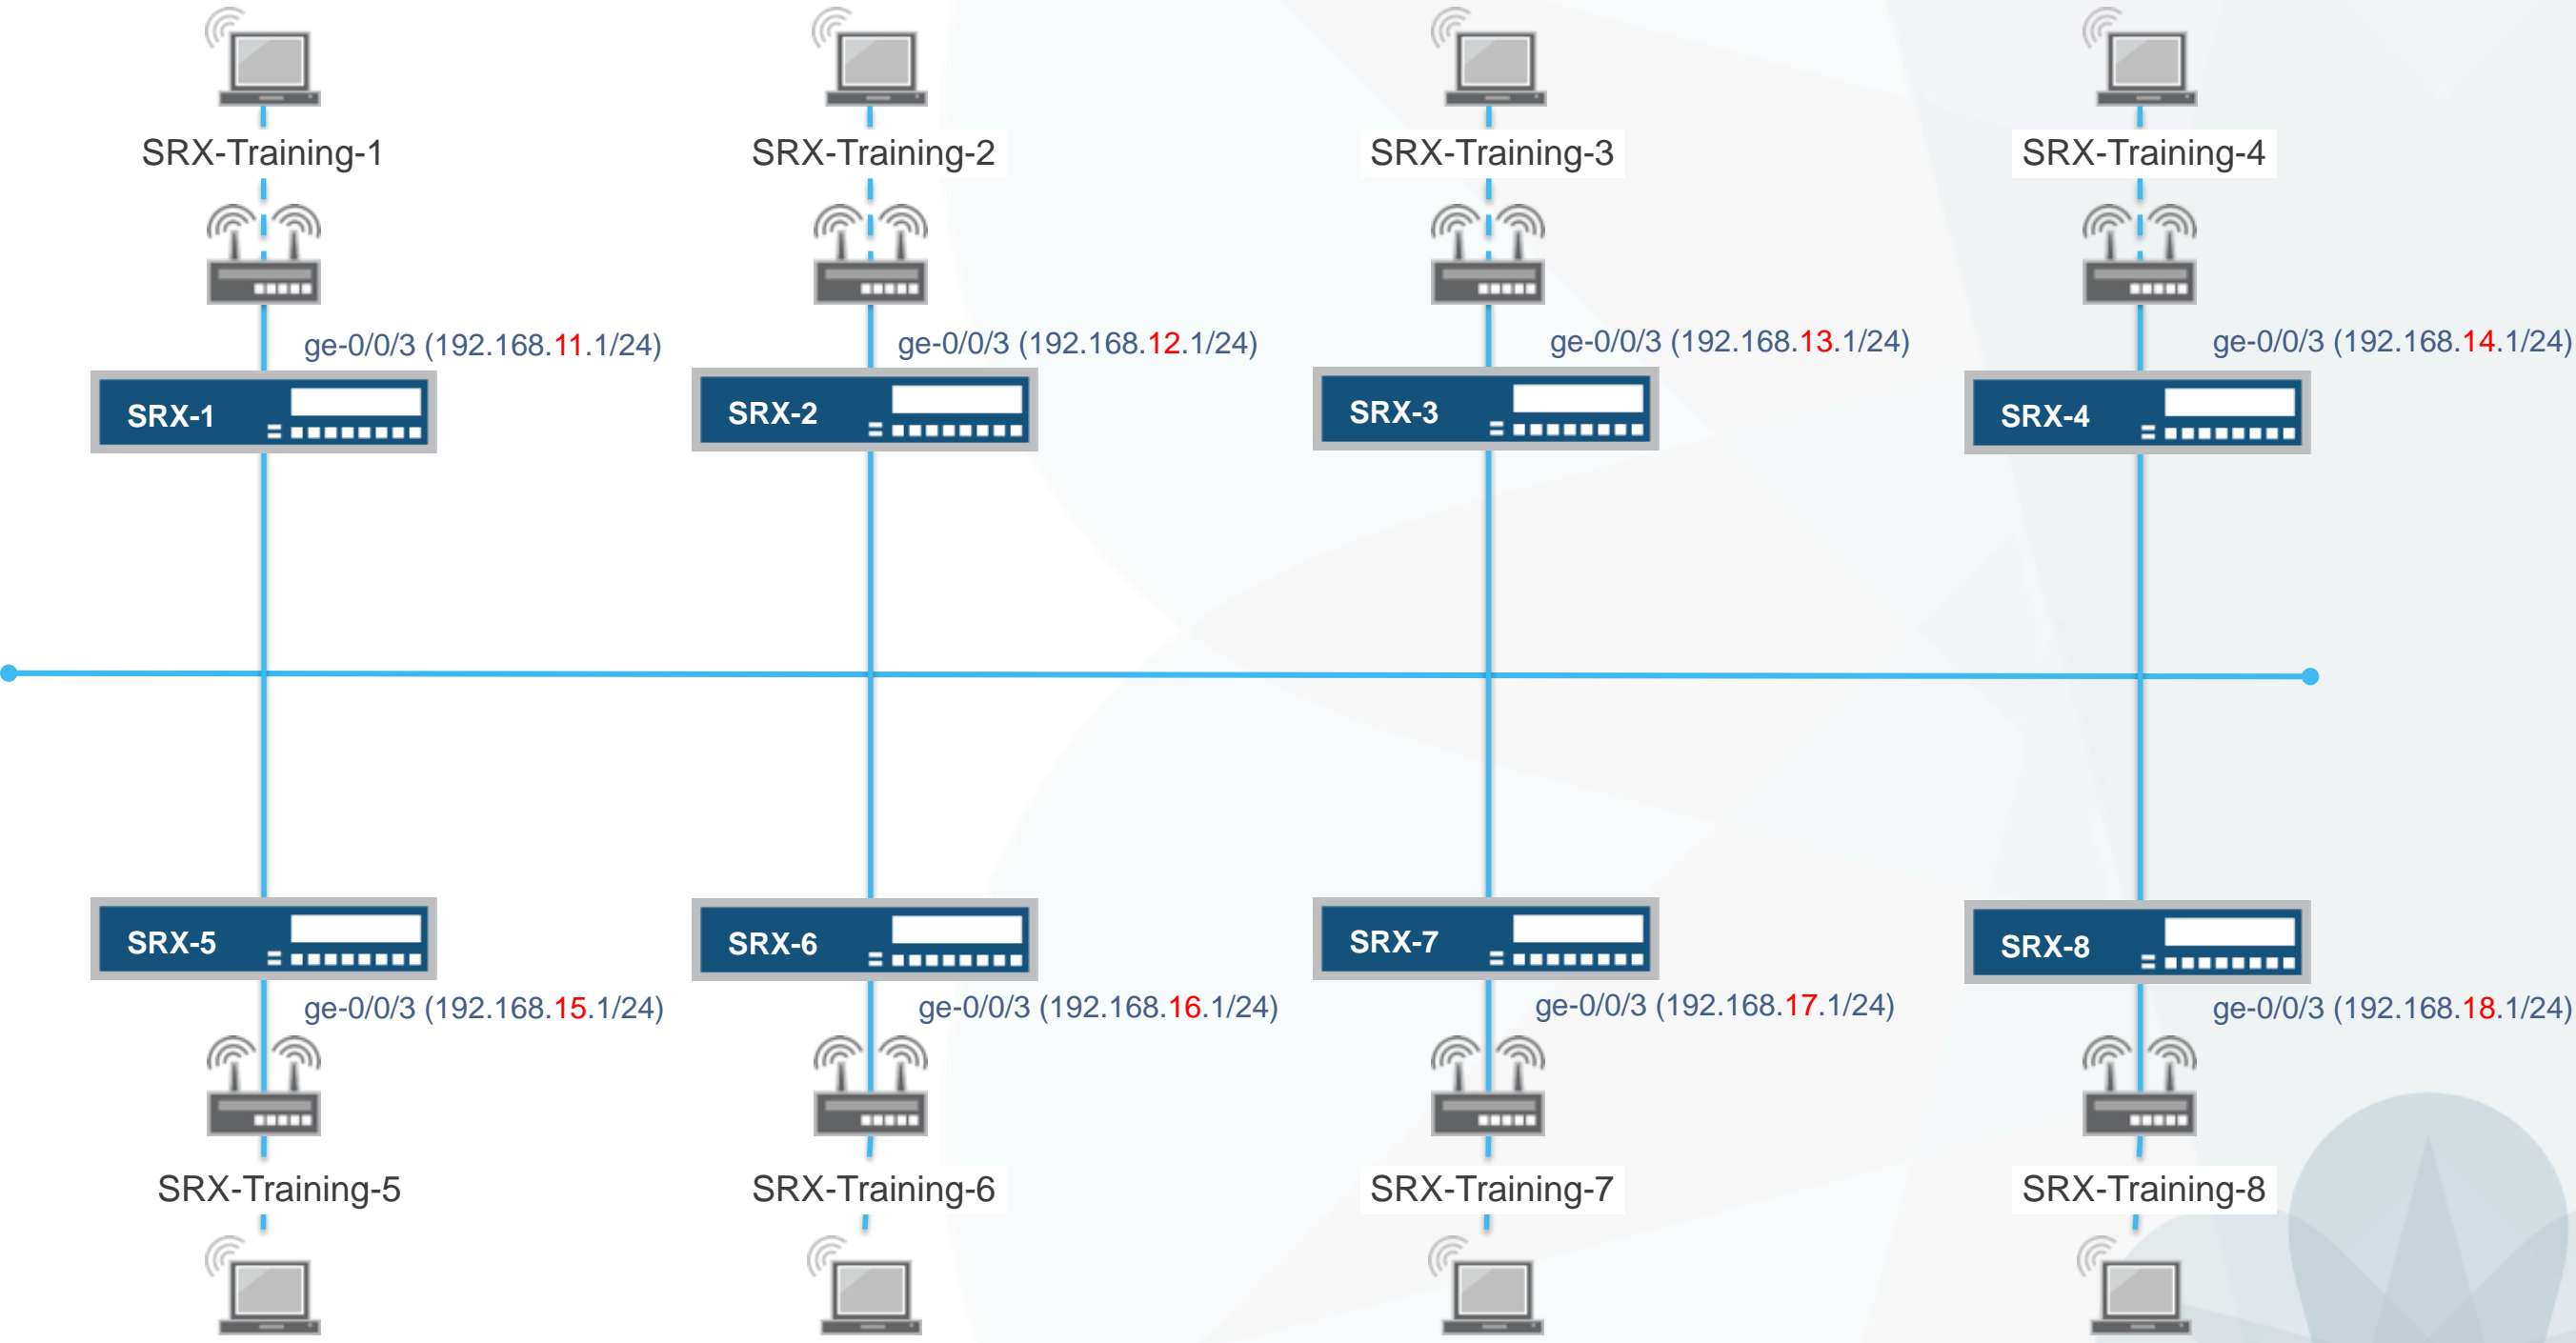 SRX-Training-1
SRX-Training-2
SRX-Training-3
SRX-Training-4
ge-0/0/3 (192.168.11.1/24)
ge-0/0/3 (192.168.12.1/24)
ge-0/0/3 (192.168.13.1/24)
ge-0/0/3 (192.168.14.1/24)
SRX-1
SRX-2
SRX-3
SRX-4
SRX-5
SRX-6
SRX-7
SRX-8
ge-0/0/3 (192.168.15.1/24)
ge-0/0/3 (192.168.16.1/24)
ge-0/0/3 (192.168.17.1/24)
ge-0/0/3 (192.168.18.1/24)
SRX-Training-5
SRX-Training-6
SRX-Training-7
SRX-Training-8